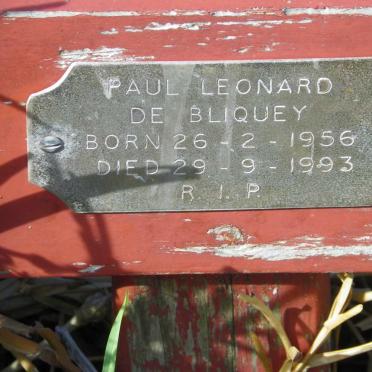 PAUL LEONARD
DE BLIQUEY
BORN 26 - 2 - 1956
DIED 29 - 9 - 1993
R. I. P.